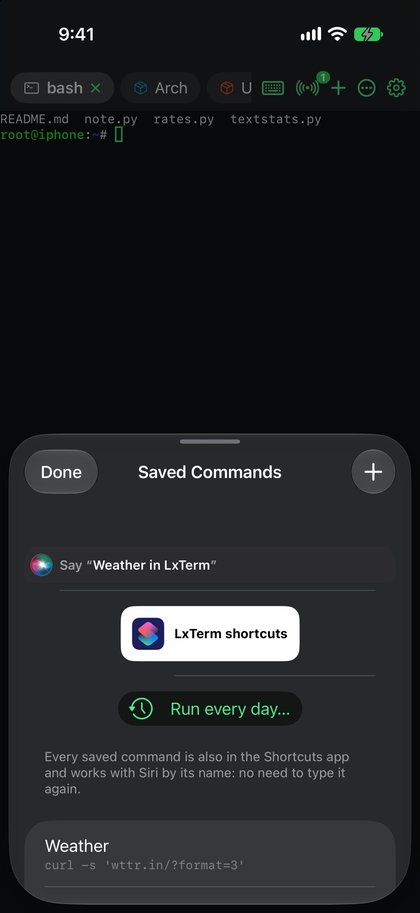 9:41
bash × Arch U 1
README.md note.py rates.py textstats.py
root@iphone:~#
Done Saved Commands +
Say “Weather in LxTerm”
LxTerm shortcuts
Run every day...
Every saved command is also in the Shortcuts app
and works with Siri by its name: no need to type it
again.
Weather
curl -s 'wttr.in/?format=3'